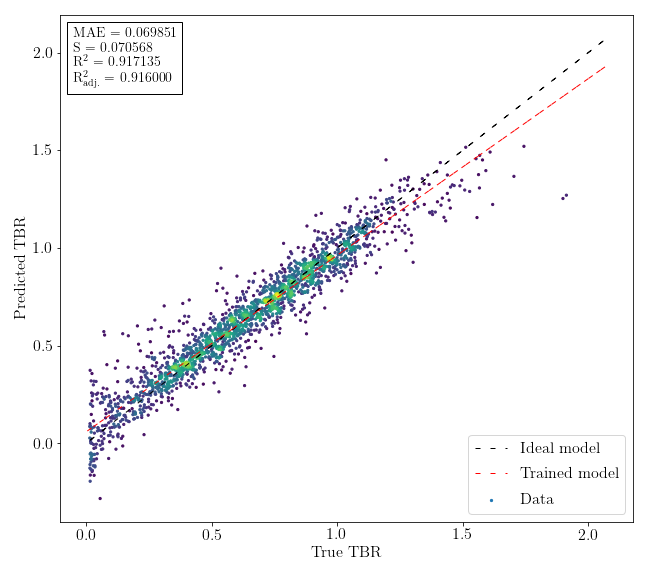 MAE = 0.069851
S = 0.070568
R² = 0.917135
R²adj. = 0.916000
2.0
1.5
1.0
0.5
0.0
Predicted TBR
Ideal model
Trained model
Data
0.0 0.5 1.0 1.5 2.0
True TBR